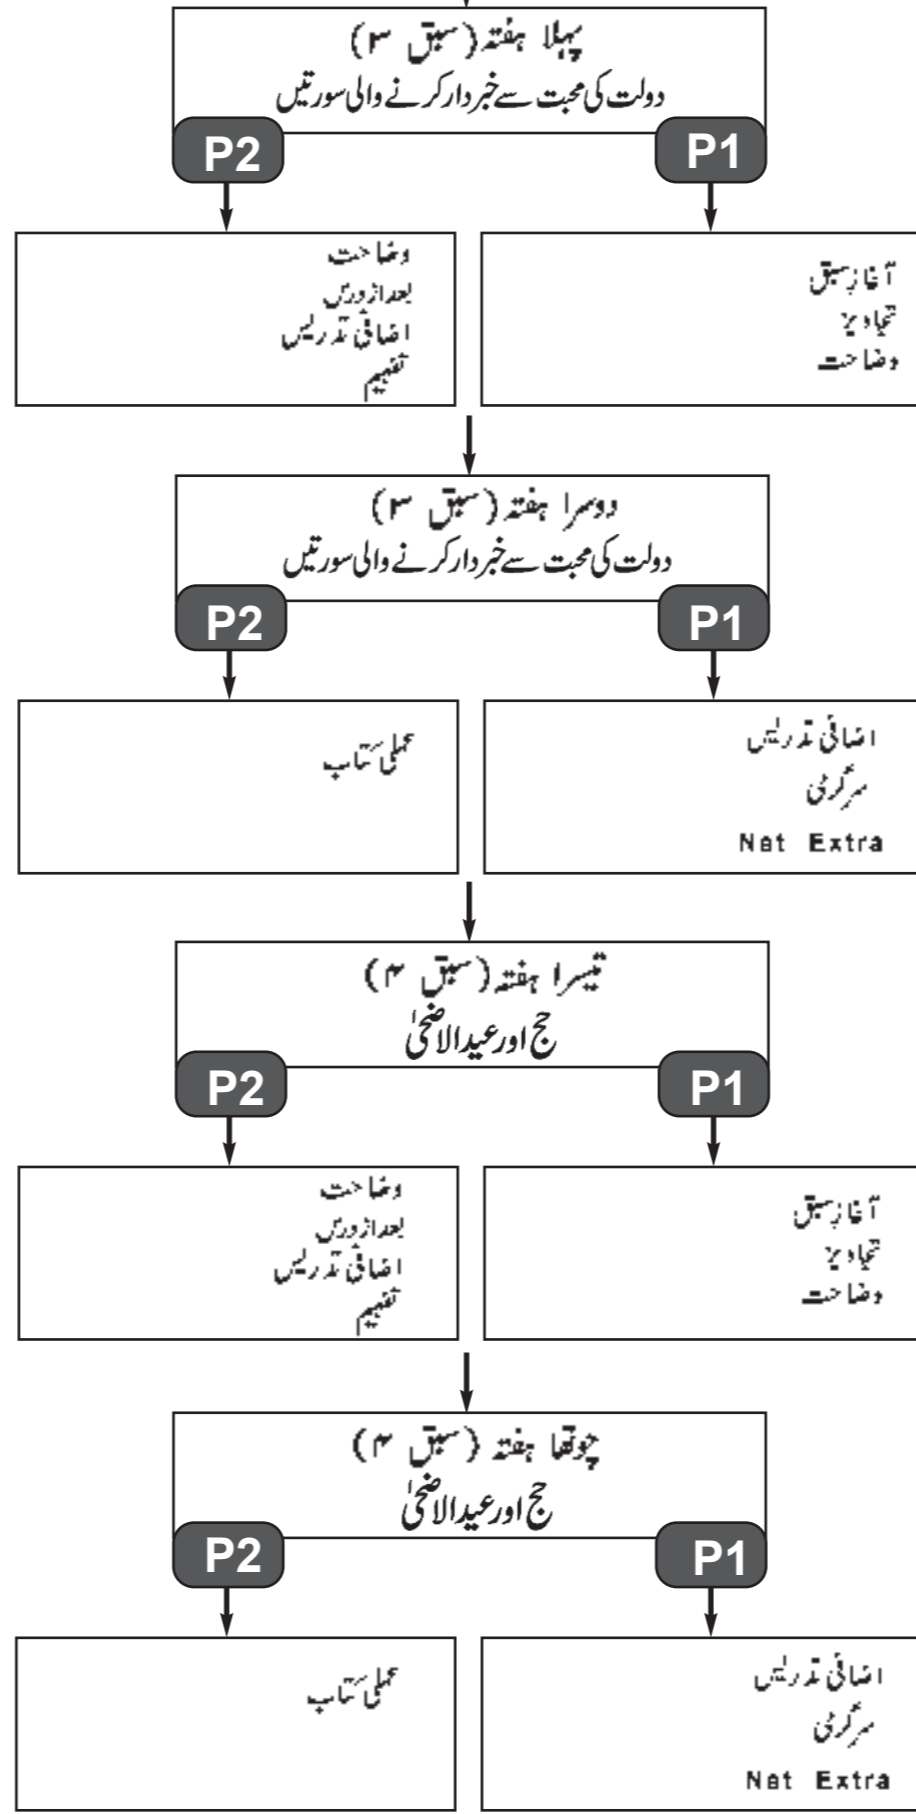 پہلا ہفتہ (سبق ۳)
دولت کی محبت سے خبردار کرنے والی سورتیں
P1
P2
آغازِ سبق
تجاویز
وضاحت
وضاحت
بعد از درس
اضافی تدریس
تفہیم
دوسرا ہفتہ (سبق ۳)
دولت کی محبت سے خبردار کرنے والی سورتیں
P1
P2
اضافی تدریس
سرگرمی
Net Extra
عملی کتاب
تیسرا ہفتہ (سبق ۴)
حج اور عیدالاضحیٰ
P1
P2
آغازِ سبق
تجاویز
وضاحت
وضاحت
بعد از درس
اضافی تدریس
تفہیم
چوتھا ہفتہ (سبق ۴)
حج اور عیدالاضحیٰ
P1
P2
اضافی تدریس
سرگرمی
Net Extra
عملی کتاب